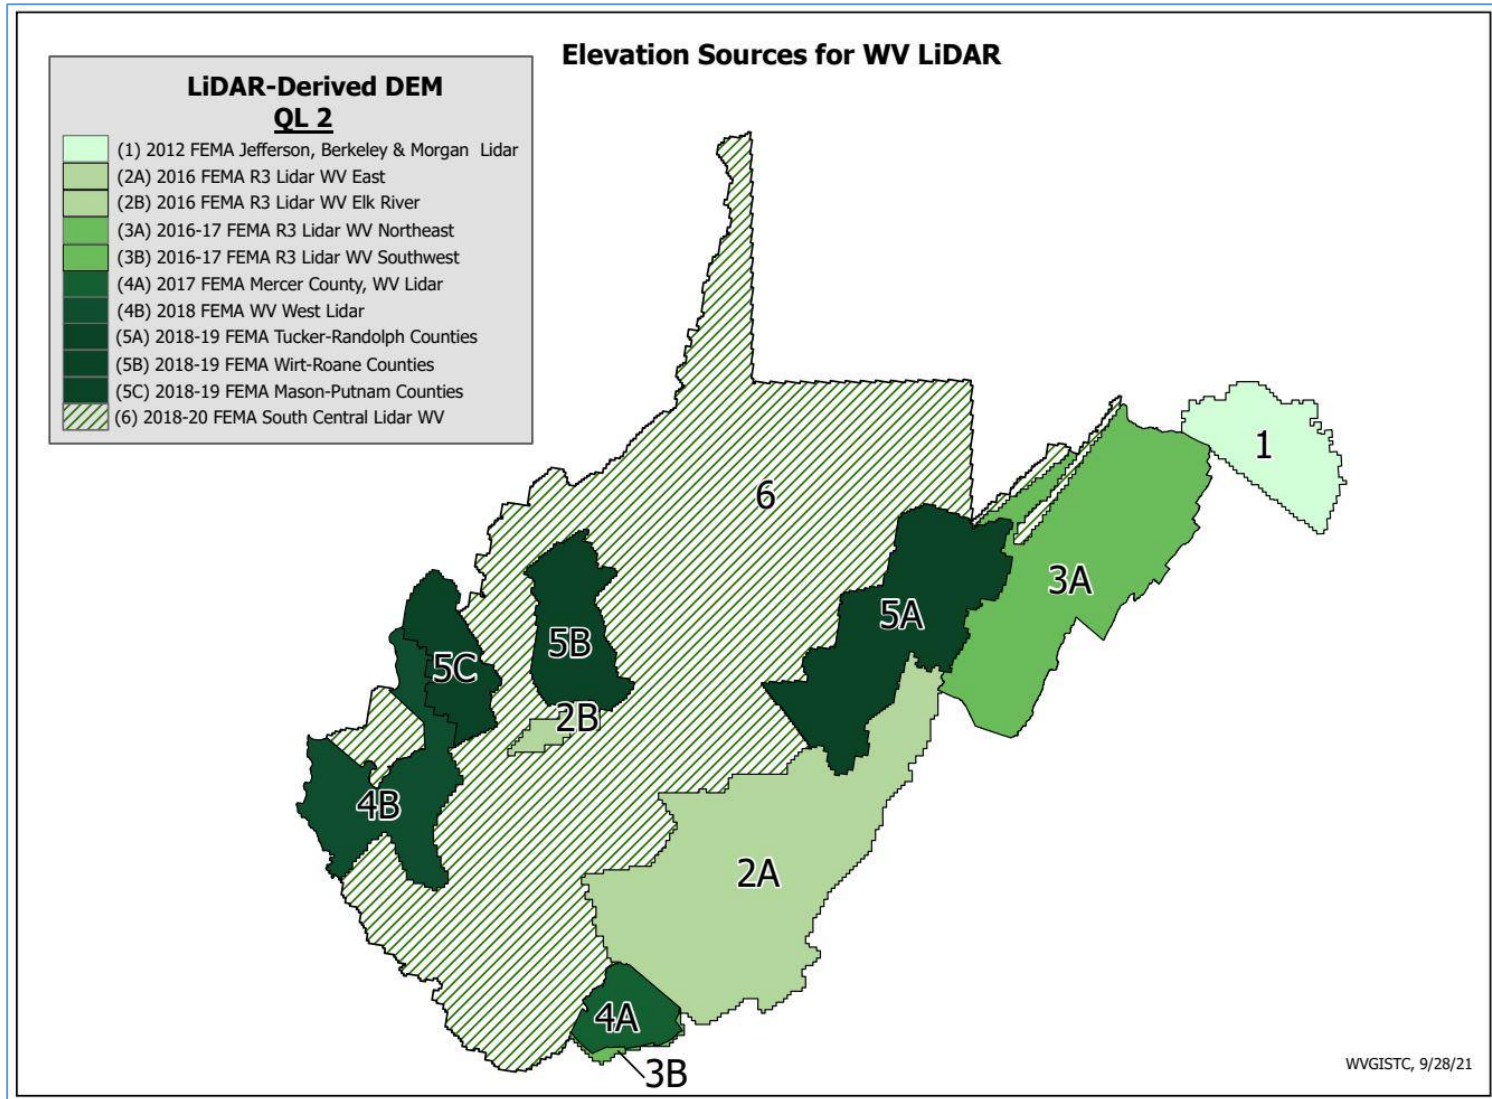 Elevation Sources for WV LiDAR
LiDAR-Derived DEM
QL 2
(1) 2012 FEMA Jefferson, Berkeley & Morgan Lidar
(2A) 2016 FEMA R3 Lidar WV East
(2B) 2016 FEMA R3 Lidar WV Elk River
(3A) 2016-17 FEMA R3 Lidar WV Northeast
(3B) 2016-17 FEMA R3 Lidar WV Southwest
(4A) 2017 FEMA Mercer County, WV Lidar
(4B) 2018 FEMA WV West Lidar
(5A) 2018-19 FEMA Tucker-Randolph Counties
(5B) 2018-19 FEMA Wirt-Roane Counties
(5C) 2018-19 FEMA Mason-Putnam Counties
(6) 2018-20 FEMA South Central Lidar WV
1
6
3A
5A
5B
5C
2B
4B
2A
4A
3B
WVGISTC, 9/28/21